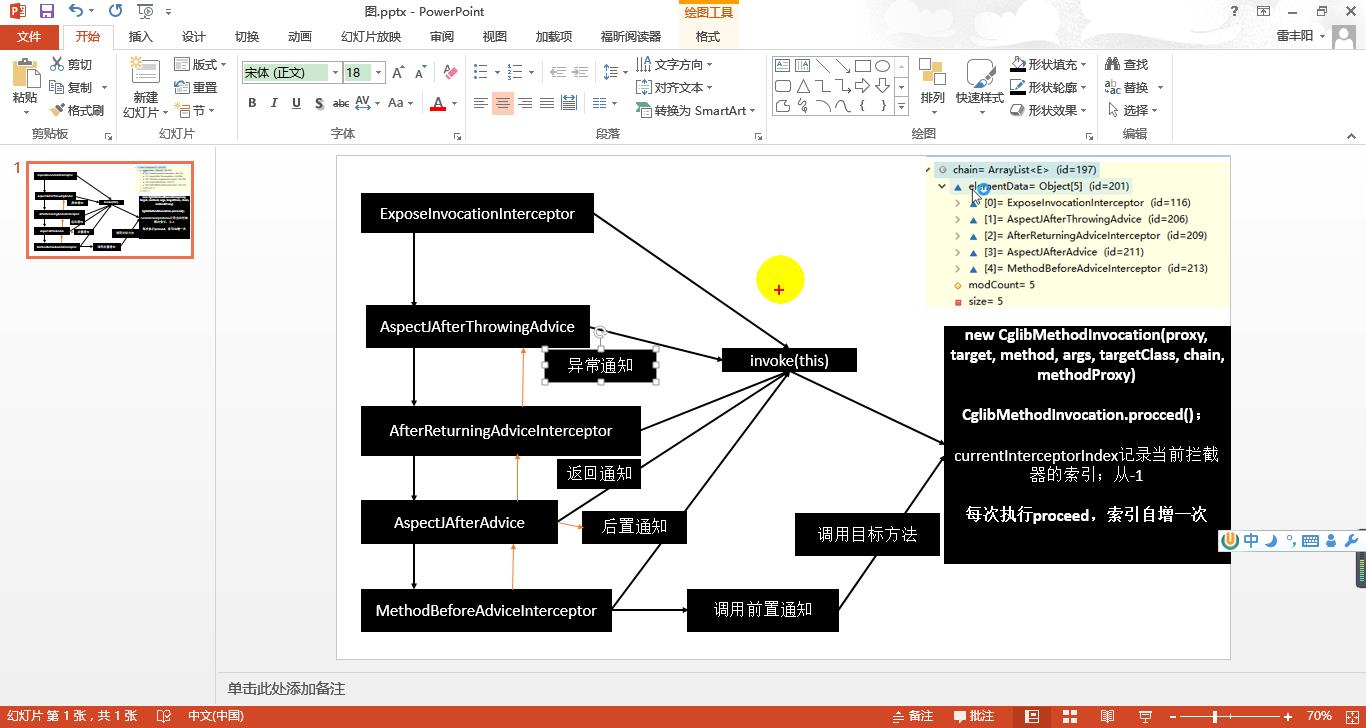 图.pptx - PowerPoint
绘图工具
文件
开始
插入
设计
切换
动画
幻灯片放映
审阅
视图
加载项
福昕阅读器
格式
雷丰阳
粘贴
剪切
复制
格式刷
剪贴板
新建
幻灯片
版式
重置
节
幻灯片
宋体 (正文)
18
B I U S abc AV Aa A
字体
文字方向
对齐文本
转换为 SmartArt
段落
排列
快速样式
形状填充
形状轮廓
形状效果
绘图
查找
替换
选择
编辑
1
ExposeInvocationInterceptor
AspectJAfterThrowingAdvice
异常通知
invoke(this)
AfterReturningAdviceInterceptor
返回通知
AspectJAfterAdvice
后置通知
调用目标方法
MethodBeforeAdviceInterceptor
调用前置通知
chain= ArrayList<E> (id=197)
elementData= Object[5] (id=201)
[0]= ExposeInvocationInterceptor (id=116)
[1]= AspectJAfterThrowingAdvice (id=206)
[2]= AfterReturningAdviceInterceptor (id=209)
[3]= AspectJAfterAdvice (id=211)
[4]= MethodBeforeAdviceInterceptor (id=213)
modCount= 5
size= 5
new CglibMethodInvocation(proxy,
target, method, args, targetClass, chain,
methodProxy)
CglibMethodInvocation.procced()；
currentInterceptorIndex记录当前拦截
器的索引；从-1
每次执行proceed，索引自增一次
中
单击此处添加备注
幻灯片 第 1 张，共 1 张
中文(中国)
备注
批注
70%